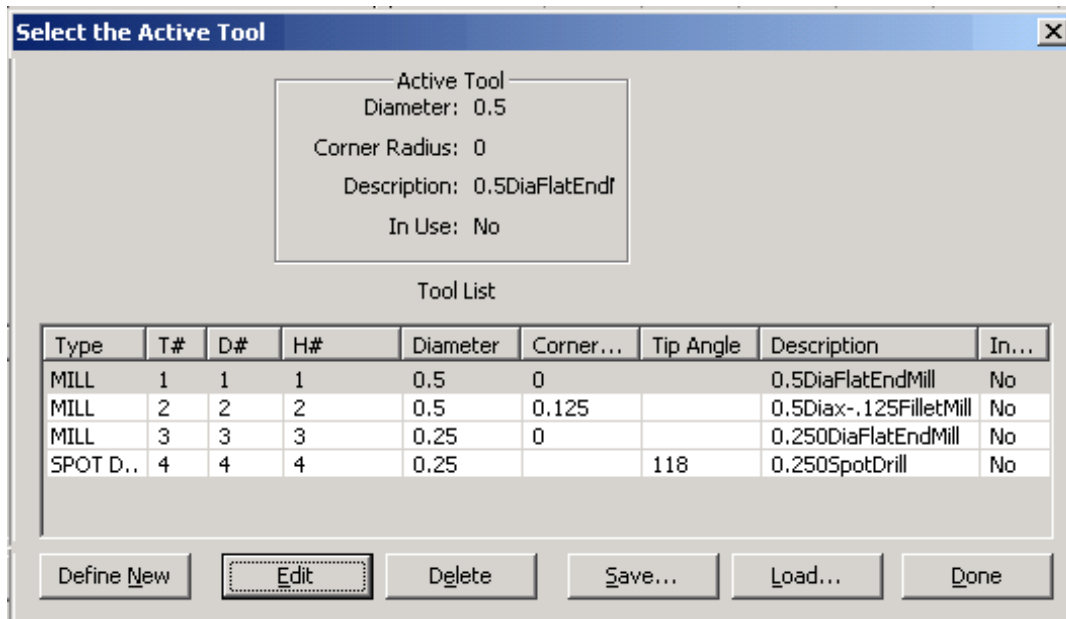 Select the Active Tool
Active Tool
Diameter: 0.5
Corner Radius: 0
Description: 0.5DiaFlatEnd
In Use: No
Tool List
Type T# D# H# Diameter Corner... Tip Angle Description In...
MILL 1 1 1 0.5 0 0.5DiaFlatEndMill No
MILL 2 2 2 0.5 0.125 0.5Diax-.125FilletMill No
MILL 3 3 3 0.25 0 0.250DiaFlatEndMill No
SPOT D... 4 4 4 0.25 118 0.250SpotDrill No
Define New Edit Delete Save... Load... Done